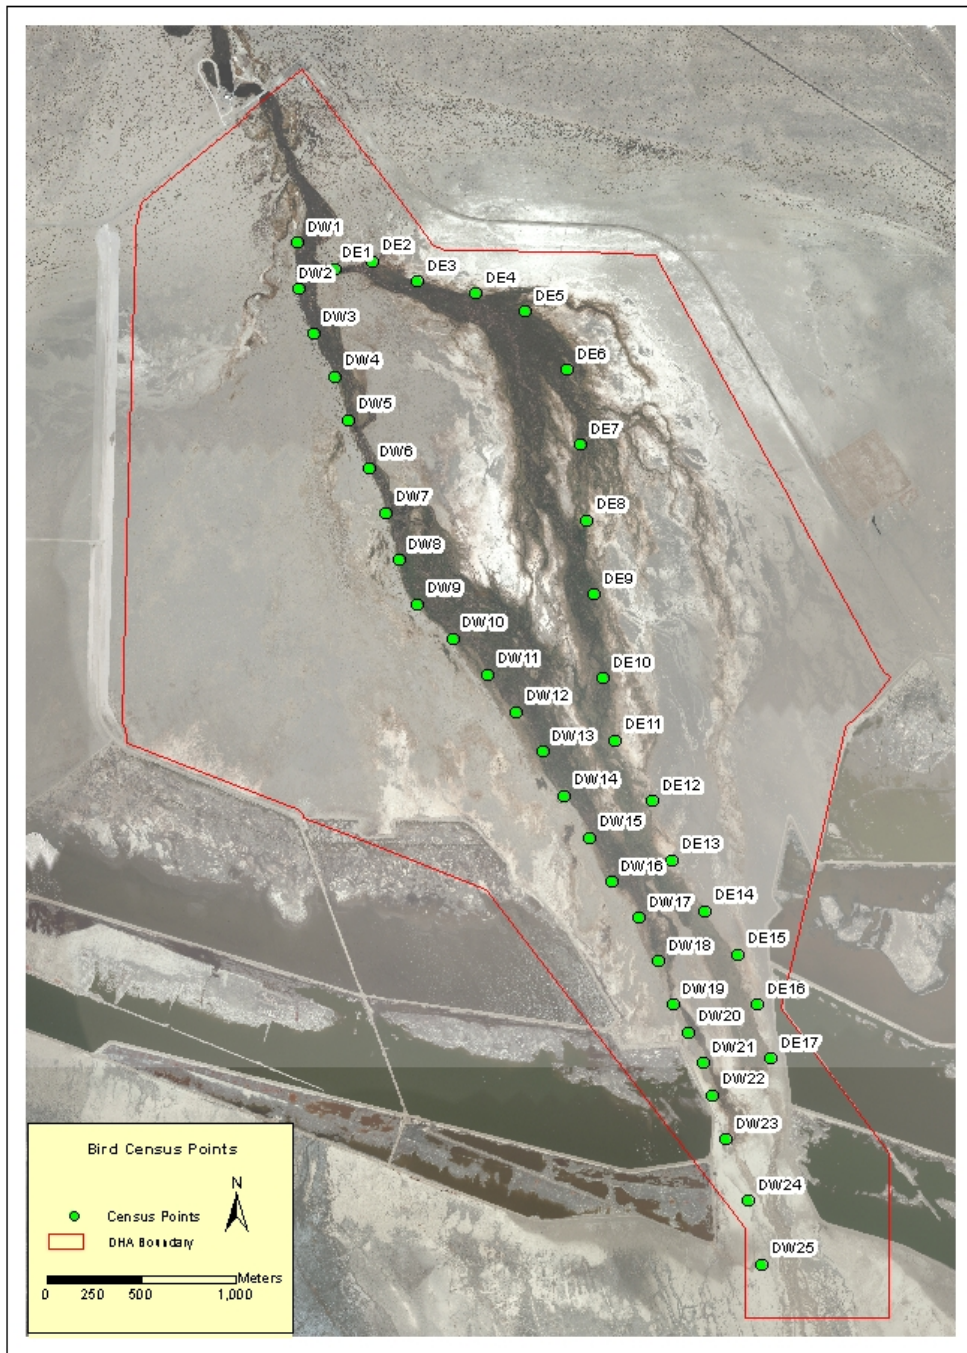 DW1
DE1
DE2
DW2
DE3
DE4
DE5
DW3
DW4
DE6
DW5
DE7
DW6
DW7
DE8
DW8
DW9
DE9
DW10
DW11
DE10
DW12
DW13
DE11
DW14
DE12
DW15
DE13
DW16
DW17
DE14
DW18
DE15
DW19
DE16
DW20
DW21
DE17
DW22
DW23
DW24
DW25
Bird Census Points
N
Census Points
DHA Boundary
Meters
0 250 500 1,000